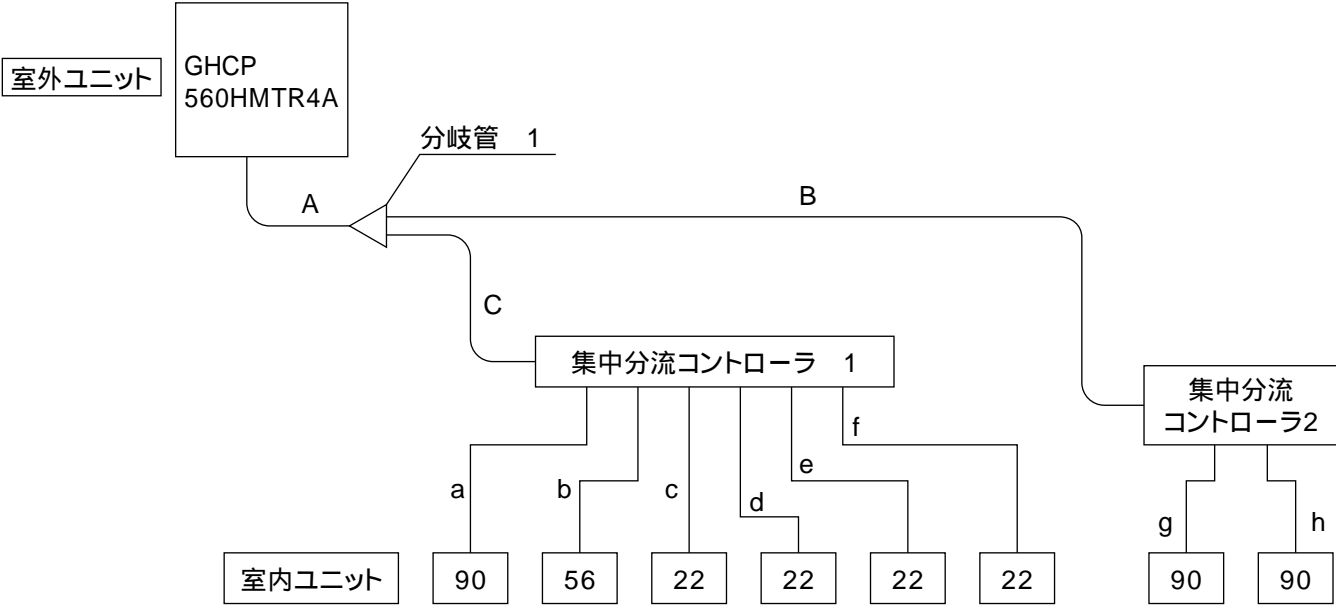 GHCP
室外ユニット
560HMTR4A
分岐管　1
A
B
C
集中分流コントローラ　1
集中分流
コントローラ2
a
b
c
d
e
f
g
h
室内ユニット
90
56
22
22
22
22
90
90